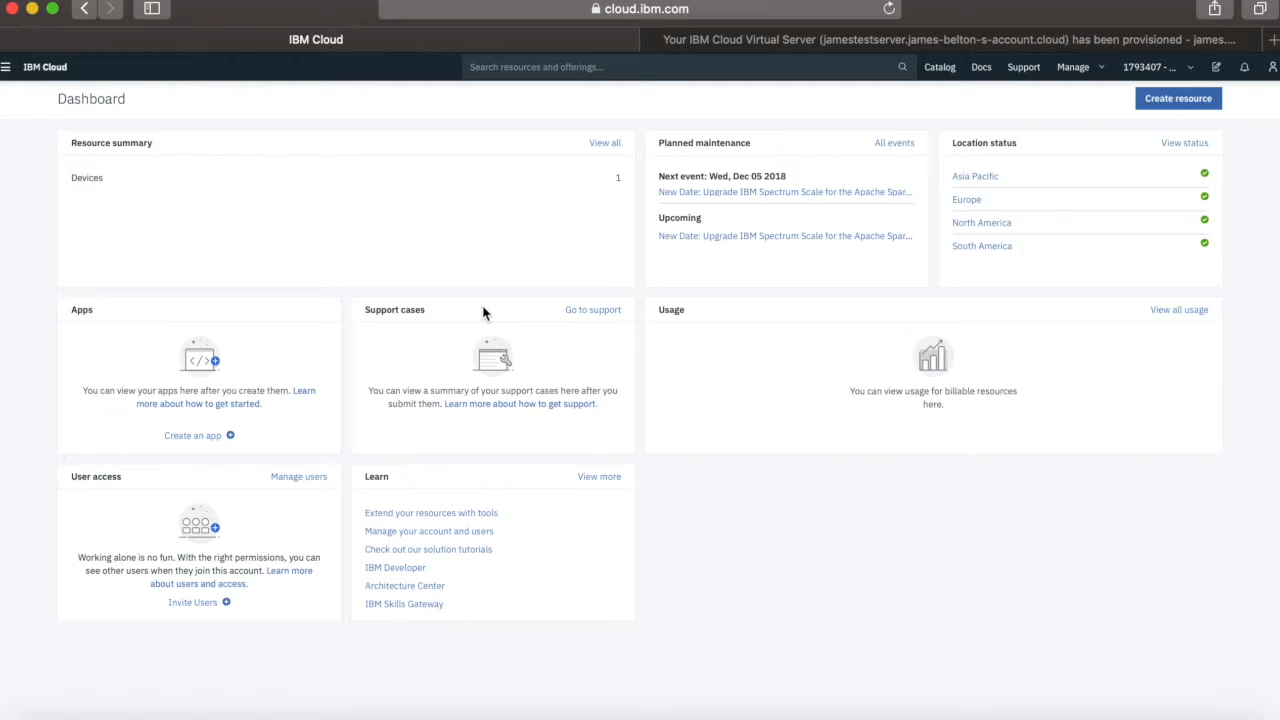 cloud.ibm.com
IBM Cloud
Your IBM Cloud Virtual Server (jamestestserver.james-belton-s-account.cloud) has been provisioned - james....
IBM Cloud
Search resources and offerings...
Catalog
Docs
Support
Manage
1793407 - ...
Dashboard
Create resource
Resource summary
View all
Devices
1
Planned maintenance
All events
Next event: Wed, Dec 05 2018
New Date: Upgrade IBM Spectrum Scale for the Apache Spar...
Upcoming
New Date: Upgrade IBM Spectrum Scale for the Apache Spar...
Location status
View status
Asia Pacific
Europe
North America
South America
Apps
You can view your apps here after you create them. Learn
more about how to get started.
Create an app
Support cases
Go to support
You can view a summary of your support cases here after you
submit them. Learn more about how to get support.
Usage
View all usage
You can view usage for billable resources
here.
User access
Manage users
Working alone is no fun. With the right permissions, you can
see other users when they join this account. Learn more
about users and access.
Invite Users
Learn
View more
Extend your resources with tools
Manage your account and users
Check out our solution tutorials
IBM Developer
Architecture Center
IBM Skills Gateway